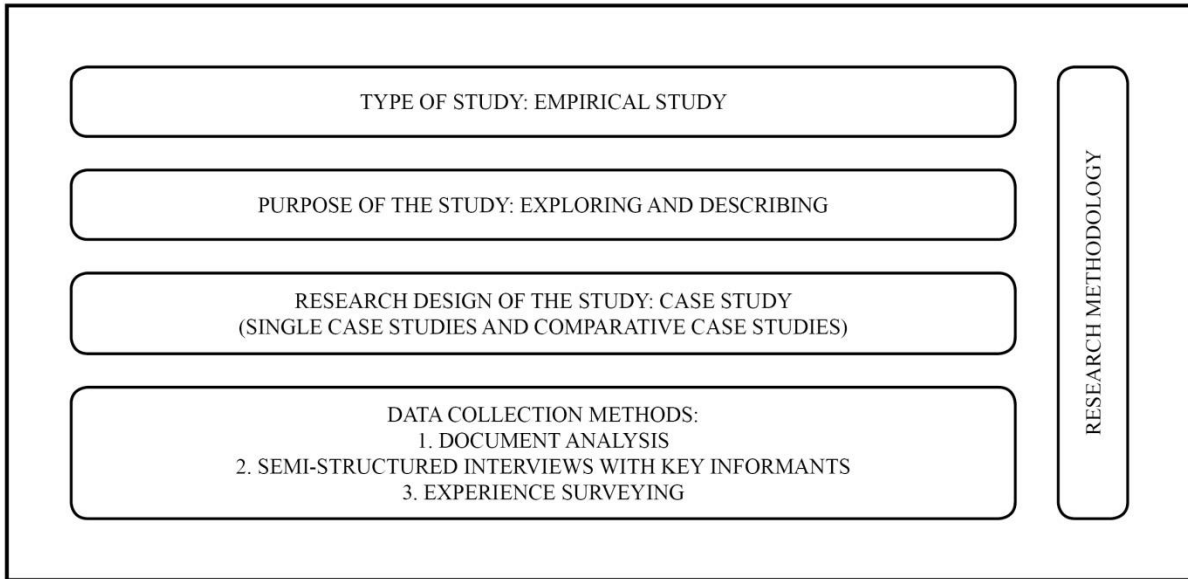 TYPE OF STUDY: EMPIRICAL STUDY
PURPOSE OF THE STUDY: EXPLORING AND DESCRIBING
RESEARCH DESIGN OF THE STUDY: CASE STUDY
(SINGLE CASE STUDIES AND COMPARATIVE CASE STUDIES)
DATA COLLECTION METHODS:
1. DOCUMENT ANALYSIS
2. SEMI-STRUCTURED INTERVIEWS WITH KEY INFORMANTS
3. EXPERIENCE SURVEYING
RESEARCH METHODOLOGY